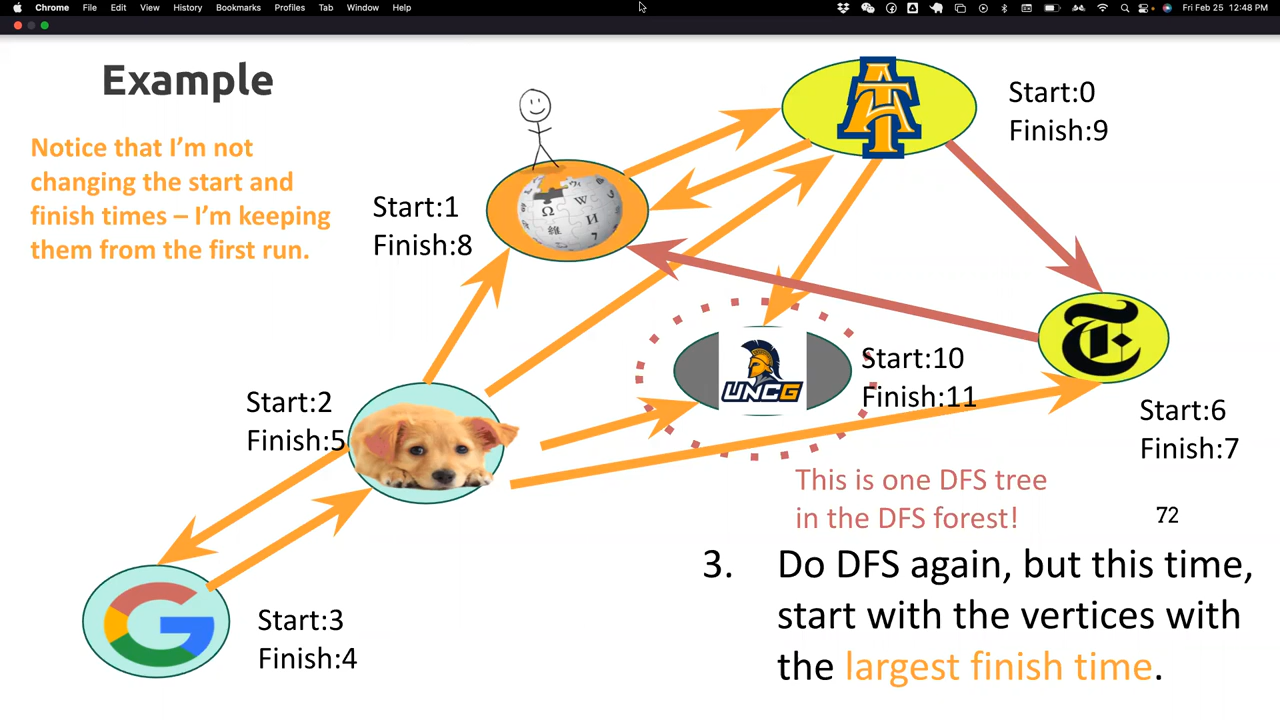 Chrome File Edit View History Bookmarks Profiles Tab Window Help Fri Feb 25 12:48 PM
Example
Notice that I'm not
changing the start and
finish times – I'm keeping
them from the first run.
Start:0
Finish:9
Start:1
Finish:8
W
Ω
И
維
Start:10
Finish:11
UNCG
Start:2
Finish:5
Start:6
Finish:7
T
AT
G
This is one DFS tree
in the DFS forest!
72
Start:3
Finish:4
3. Do DFS again, but this time,
start with the vertices with
the largest finish time.